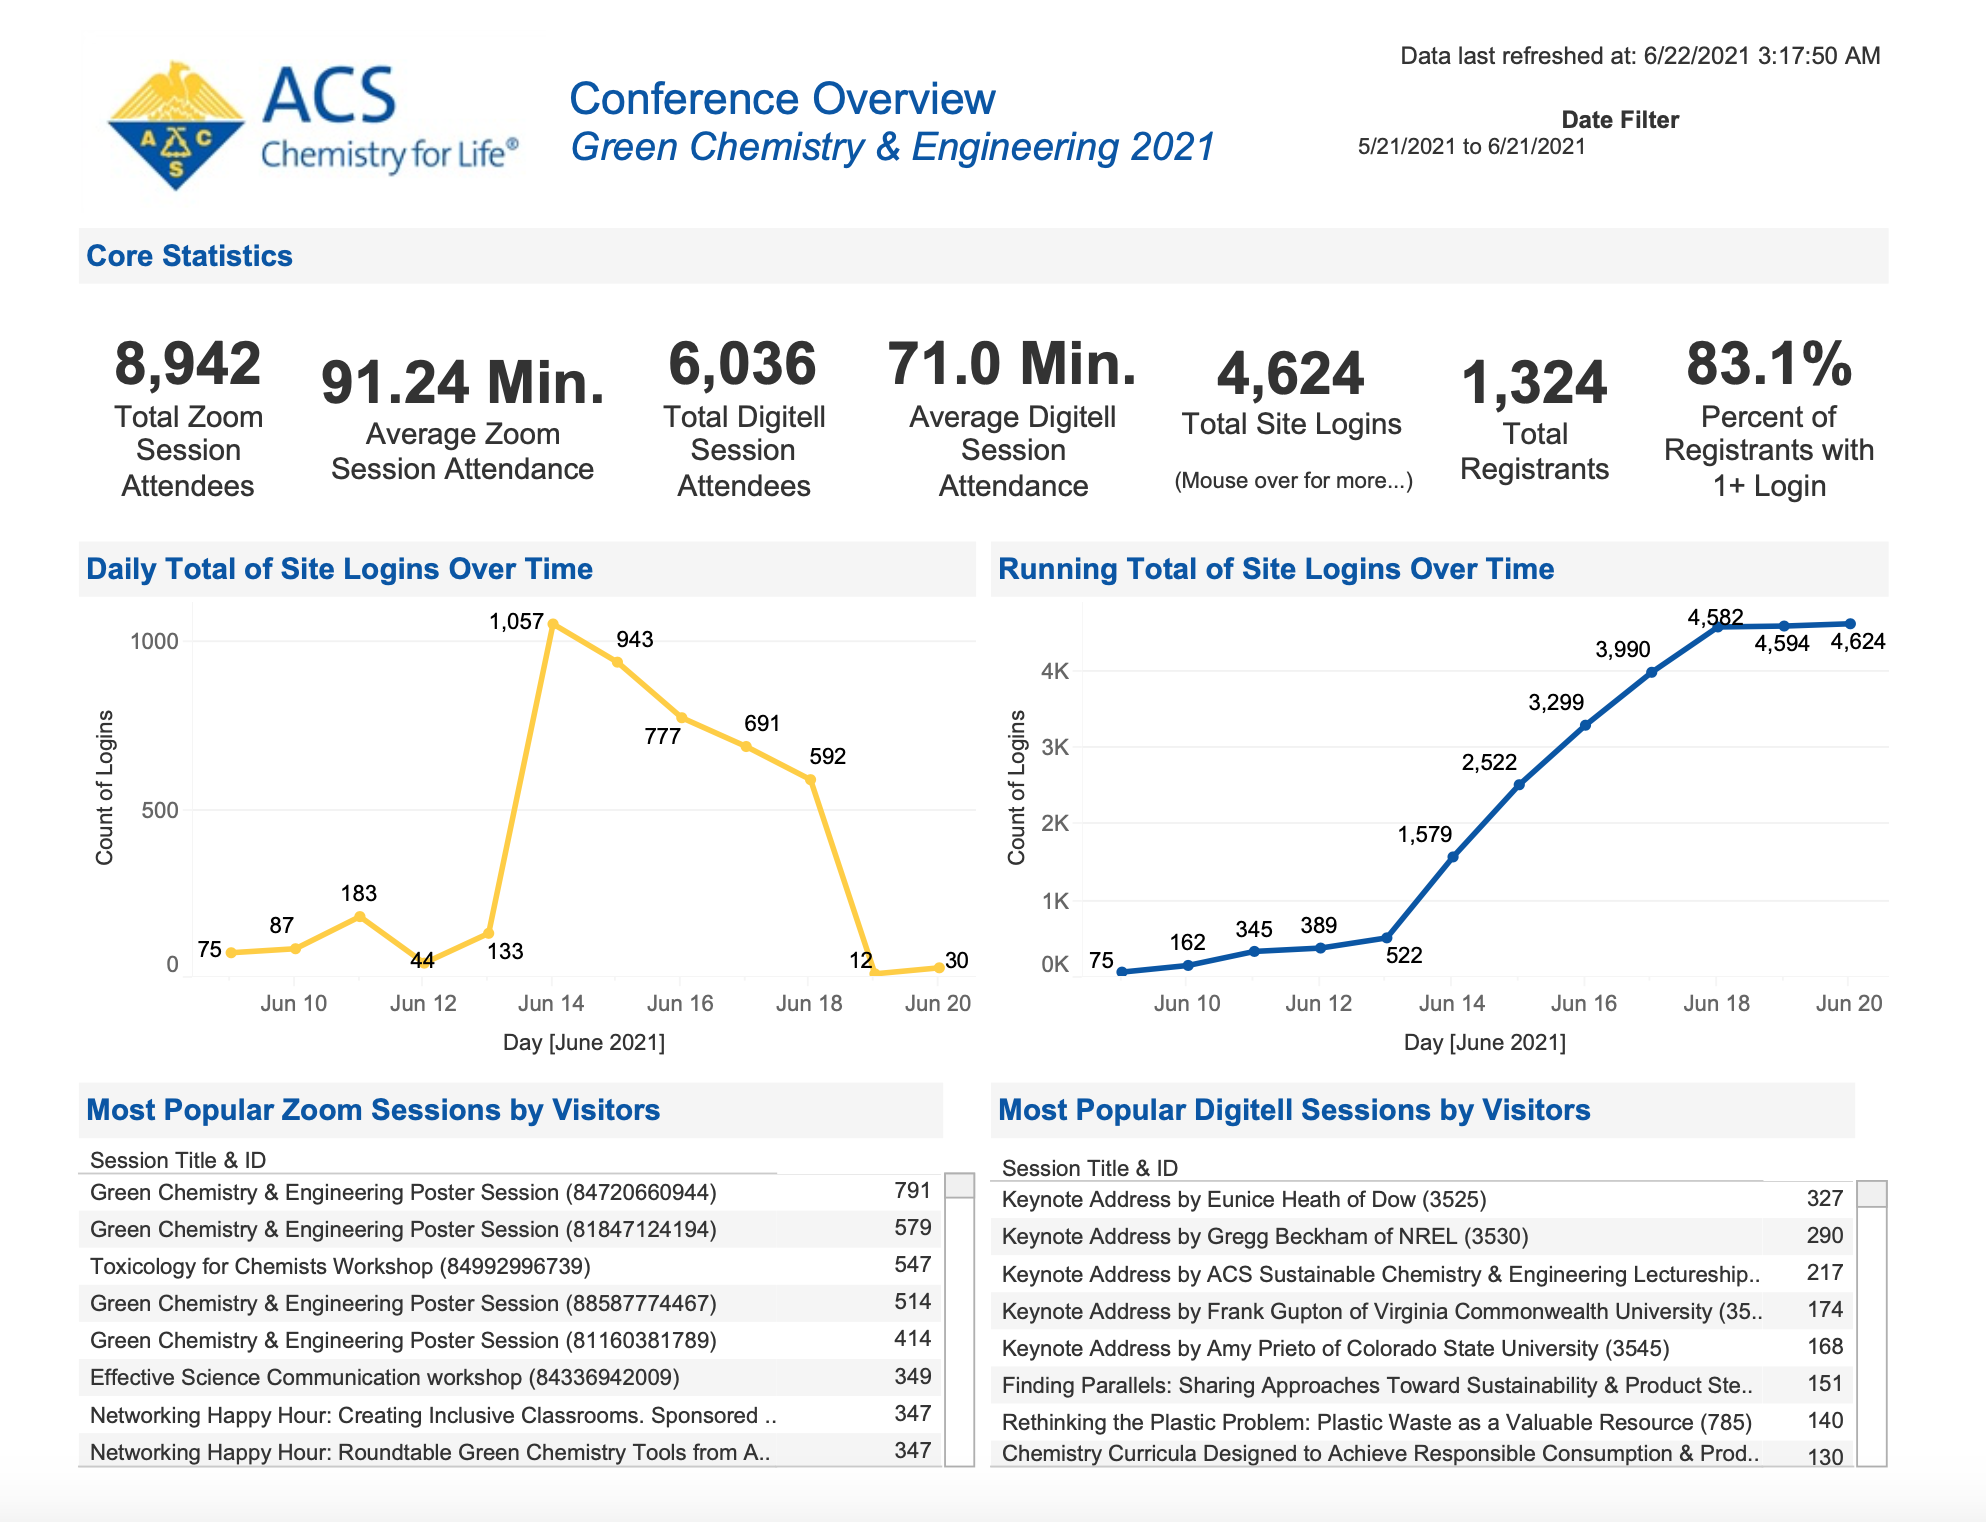 Data last refreshed at: 6/22/2021 3:17:50 AM
ACS
Chemistry for Life®
A C S
Conference Overview
Green Chemistry & Engineering 2021
Date Filter
5/21/2021 to 6/21/2021
Core Statistics
8,942
Total Zoom
Session
Attendees
91.24 Min.
Average Zoom
Session Attendance
6,036
Total Digitell
Session
Attendees
71.0 Min.
Average Digitell
Session
Attendance
4,624
Total Site Logins
(Mouse over for more...)
1,324
Total
Registrants
83.1%
Percent of
Registrants with
1+ Login
Daily Total of Site Logins Over Time
Count of Logins
1000
500
0
75
87
183
44
133
1,057
943
777
691
592
12
30
Jun 10
Jun 12
Jun 14
Jun 16
Jun 18
Jun 20
Day [June 2021]
Running Total of Site Logins Over Time
Count of Logins
4K
3K
2K
1K
0K
75
162
345
389
522
1,579
2,522
3,299
3,990
4,582
4,594
4,624
Jun 10
Jun 12
Jun 14
Jun 16
Jun 18
Jun 20
Day [June 2021]
Most Popular Zoom Sessions by Visitors
Session Title & ID
Green Chemistry & Engineering Poster Session (84720660944) 791
Green Chemistry & Engineering Poster Session (81847124194) 579
Toxicology for Chemists Workshop (84992996739) 547
Green Chemistry & Engineering Poster Session (88587774467) 514
Green Chemistry & Engineering Poster Session (81160381789) 414
Effective Science Communication workshop (84336942009) 349
Networking Happy Hour: Creating Inclusive Classrooms. Sponsored .. 347
Networking Happy Hour: Roundtable Green Chemistry Tools from A.. 347
Most Popular Digitell Sessions by Visitors
Session Title & ID
Keynote Address by Eunice Heath of Dow (3525) 327
Keynote Address by Gregg Beckham of NREL (3530) 290
Keynote Address by ACS Sustainable Chemistry & Engineering Lectureship.. 217
Keynote Address by Frank Gupton of Virginia Commonwealth University (35.. 174
Keynote Address by Amy Prieto of Colorado State University (3545) 168
Finding Parallels: Sharing Approaches Toward Sustainability & Product Ste.. 151
Rethinking the Plastic Problem: Plastic Waste as a Valuable Resource (785) 140
Chemistry Curricula Designed to Achieve Responsible Consumption & Prod.. 130